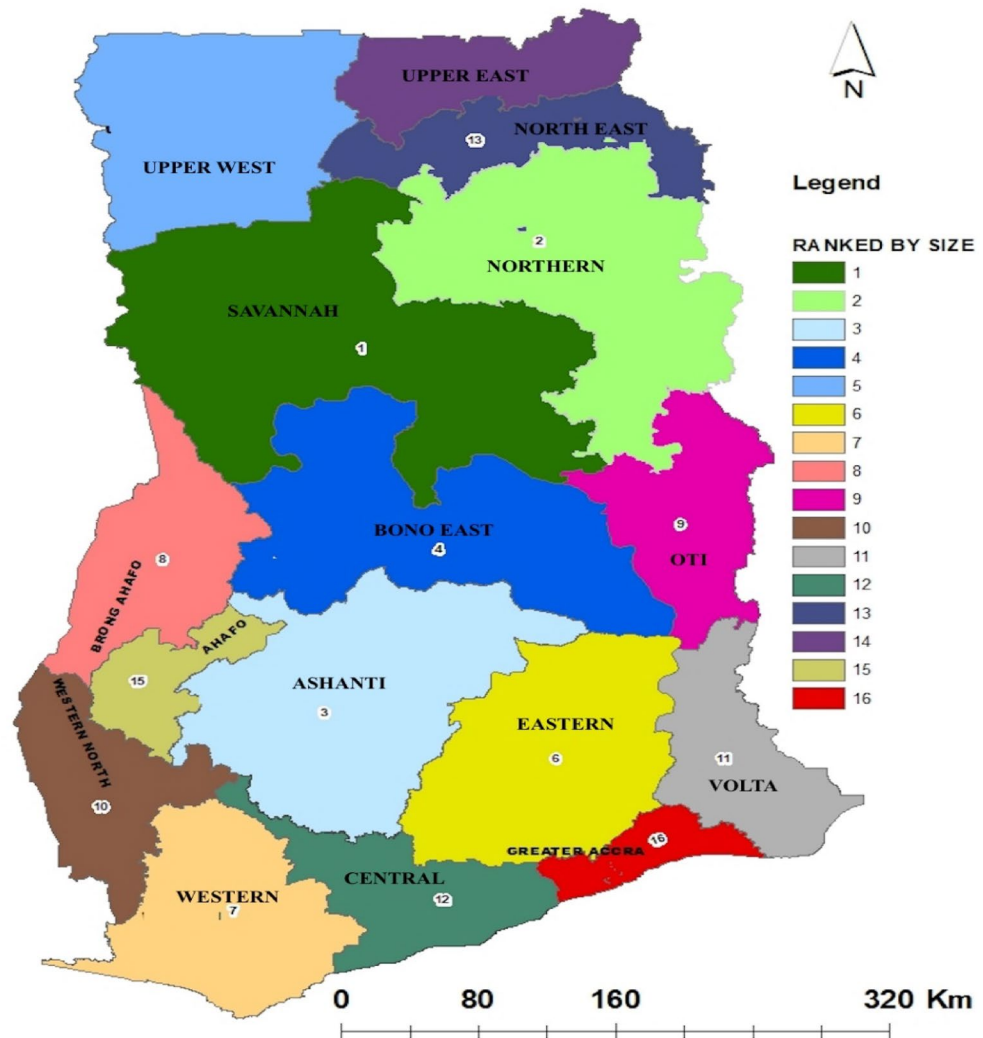 UPPER EAST
N
13
NORTH EAST
UPPER WEST
2
NORTHERN
SAVANNAH
1
BONO EAST
4
9
OTI
8
BRONG AHAFO
AHAFO
15
ASHANTI
3
EASTERN
6
WESTERN NORTH
10
11
VOLTA
16
GREATER ACCRA
CENTRAL
12
WESTERN
7
Legend
RANKED BY SIZE
1
2
3
4
5
6
7
8
9
10
11
12
13
14
15
16
0 80 160 320 Km